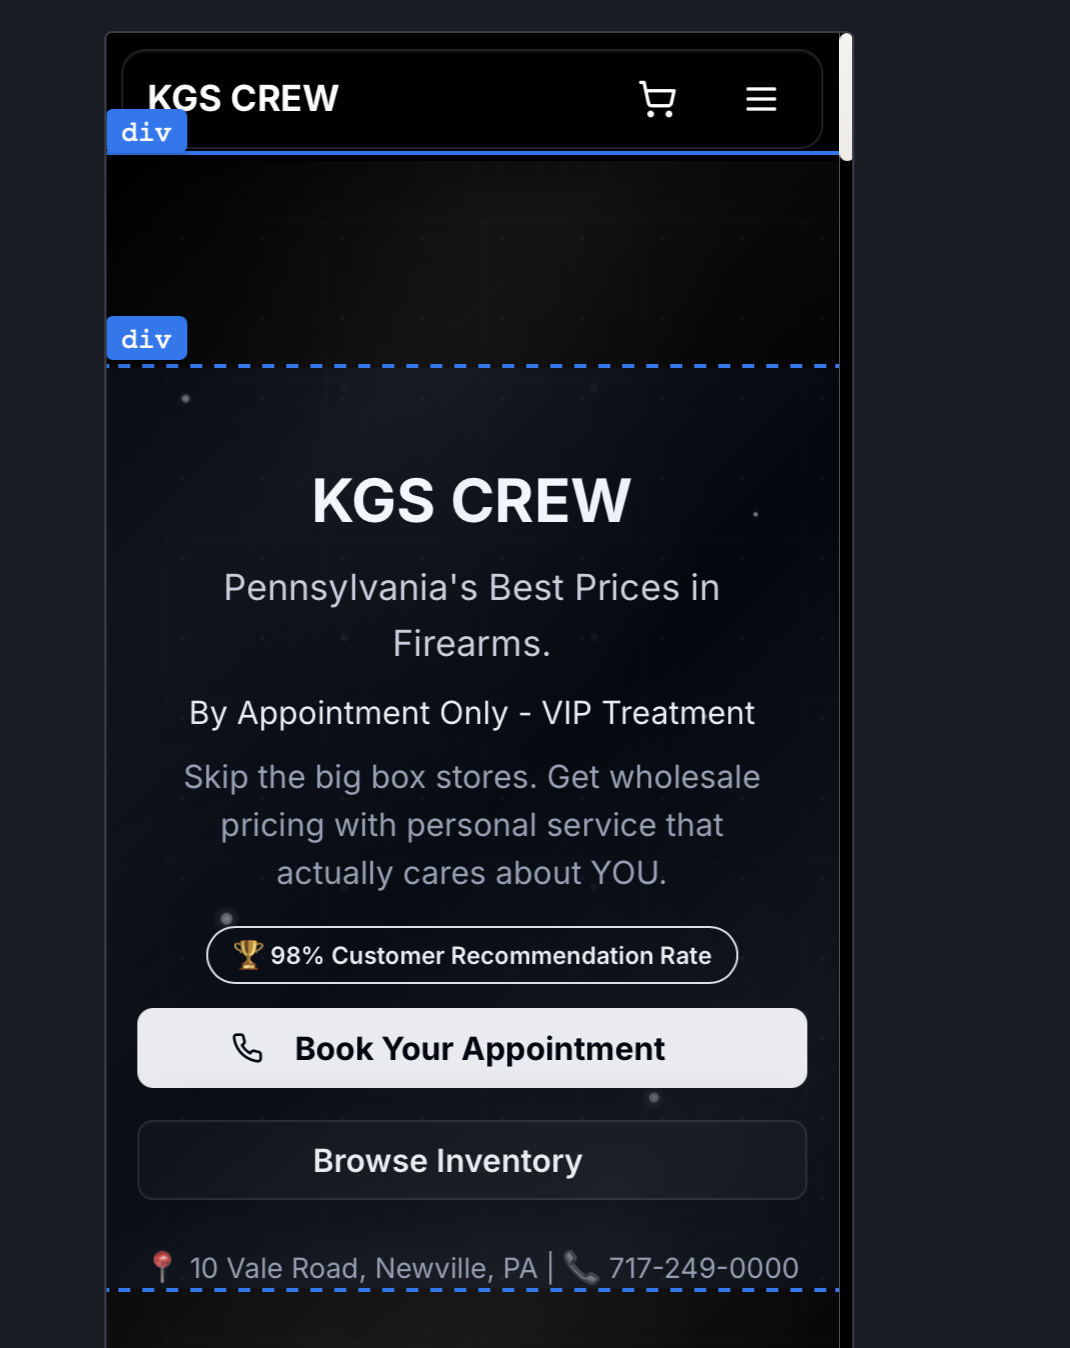 KGS CREW
div
div
KGS CREW
Pennsylvania's Best Prices in
Firearms.
By Appointment Only - VIP Treatment
Skip the big box stores. Get wholesale
pricing with personal service that
actually cares about YOU.
🏆 98% Customer Recommendation Rate
Book Your Appointment
Browse Inventory
📍 10 Vale Road, Newville, PA | 📞 717-249-0000